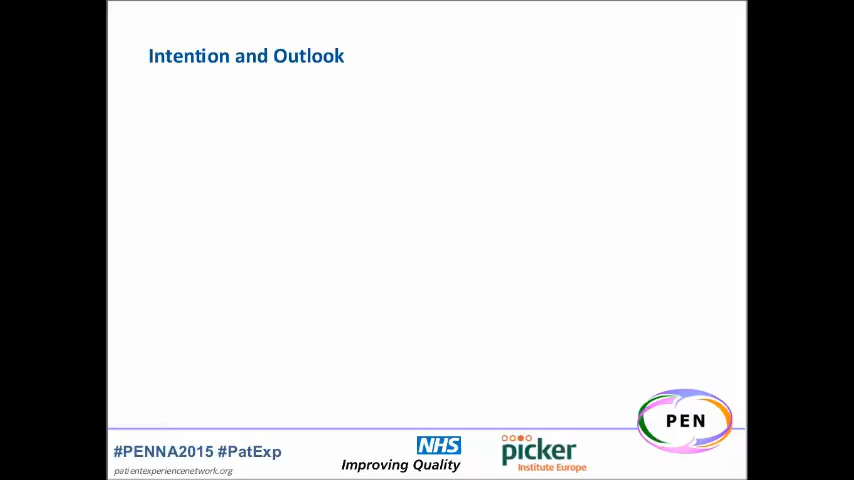 Intention and Outlook
PEN
#PENNA2015 #PatExp
NHS
picker
Improving Quality
Institute Europe
patientexperiencenetwork.org